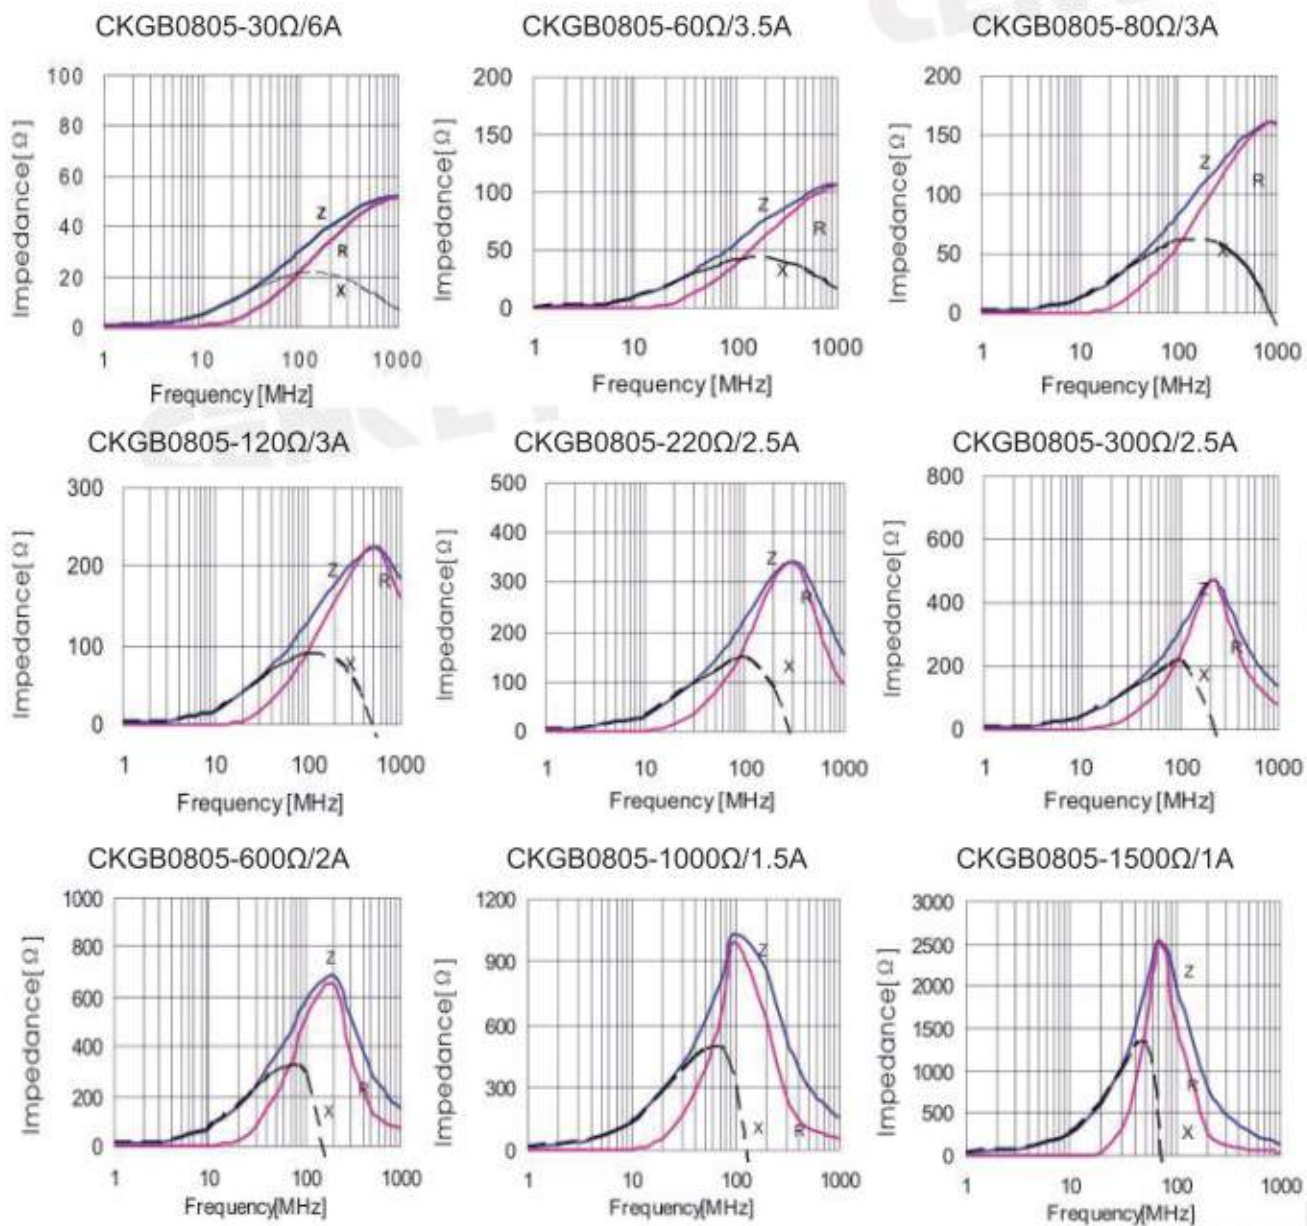 CKGB0805-30Ω/6A
Impedance[Ω]
100
80
60
40
20
0
Z
R
X
1 10 100 1000
Frequency[MHz]
CKGB0805-60Ω/3.5A
Impedance[Ω]
200
150
100
50
0
Z
R
X
1 10 100 1000
Frequency[MHz]
CKGB0805-80Ω/3A
Impedance[Ω]
200
150
100
50
0
Z
R
X
1 10 100 1000
Frequency[MHz]
CKGB0805-120Ω/3A
Impedance[Ω]
300
200
100
0
Z
R
X
1 10 100 1000
Frequency[MHz]
CKGB0805-220Ω/2.5A
Impedance[Ω]
500
400
300
200
100
0
Z
R
X
1 10 100 1000
Frequency[MHz]
CKGB0805-300Ω/2.5A
Impedance[Ω]
800
600
400
200
0
Z
R
X
1 10 100 1000
Frequency[MHz]
CKGB0805-600Ω/2A
Impedance[Ω]
1000
800
600
400
200
0
Z
R
X
1 10 100 1000
Frequency[MHz]
CKGB0805-1000Ω/1.5A
Impedance[Ω]
1200
900
600
300
0
Z
X
R
1 10 100 1000
Frequency[MHz]
CKGB0805-1500Ω/1A
Impedance[Ω]
3000
2500
2000
1500
1000
500
0
Z
R
X
1 10 100 1000
Frequency[MHz]